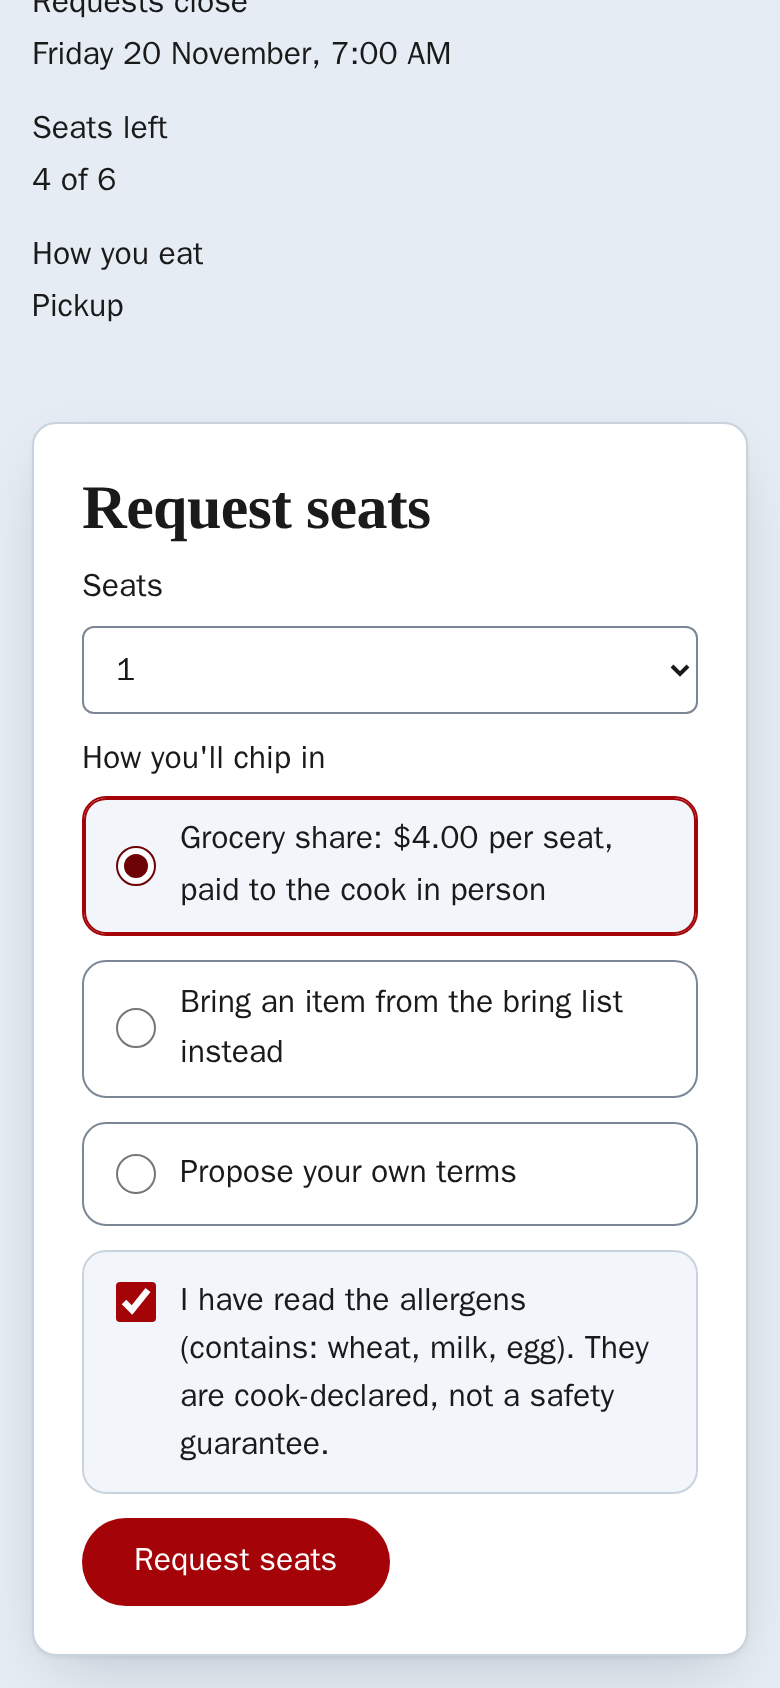 Requests close
Friday 20 November, 7:00 AM
Seats left
4 of 6
How you eat
Pickup
Request seats
Seats
1
How you'll chip in
Grocery share: $4.00 per seat,
paid to the cook in person
Bring an item from the bring list
instead
Propose your own terms
I have read the allergens
(contains: wheat, milk, egg). They
are cook-declared, not a safety
guarantee.
Request seats